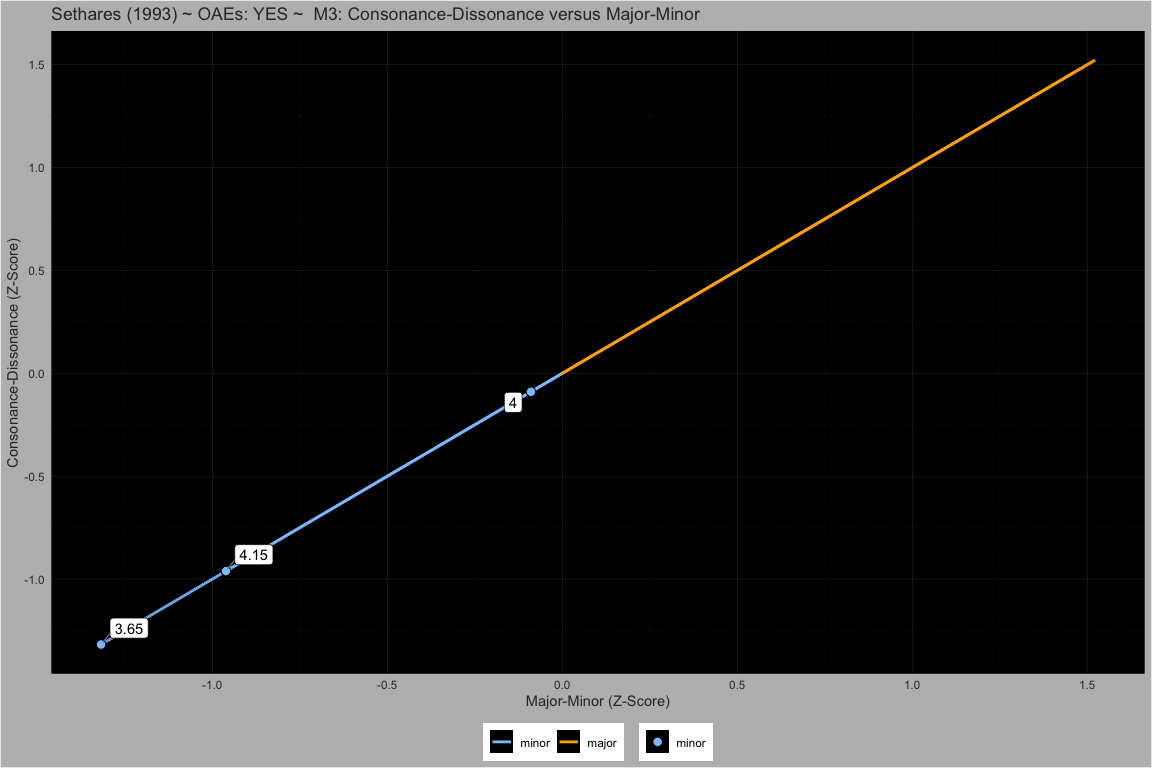 Sethares (1993) ~ OAEs: YES ~  M3: Consonance-Dissonance versus Major-Minor
Consonance-Dissonance (Z-Score)
1.5
1.0
0.5
0.0
-0.5
-1.0
4
4.15
3.65
-1.0
-0.5
0.0
0.5
1.0
1.5
Major-Minor (Z-Score)
minor
major
minor